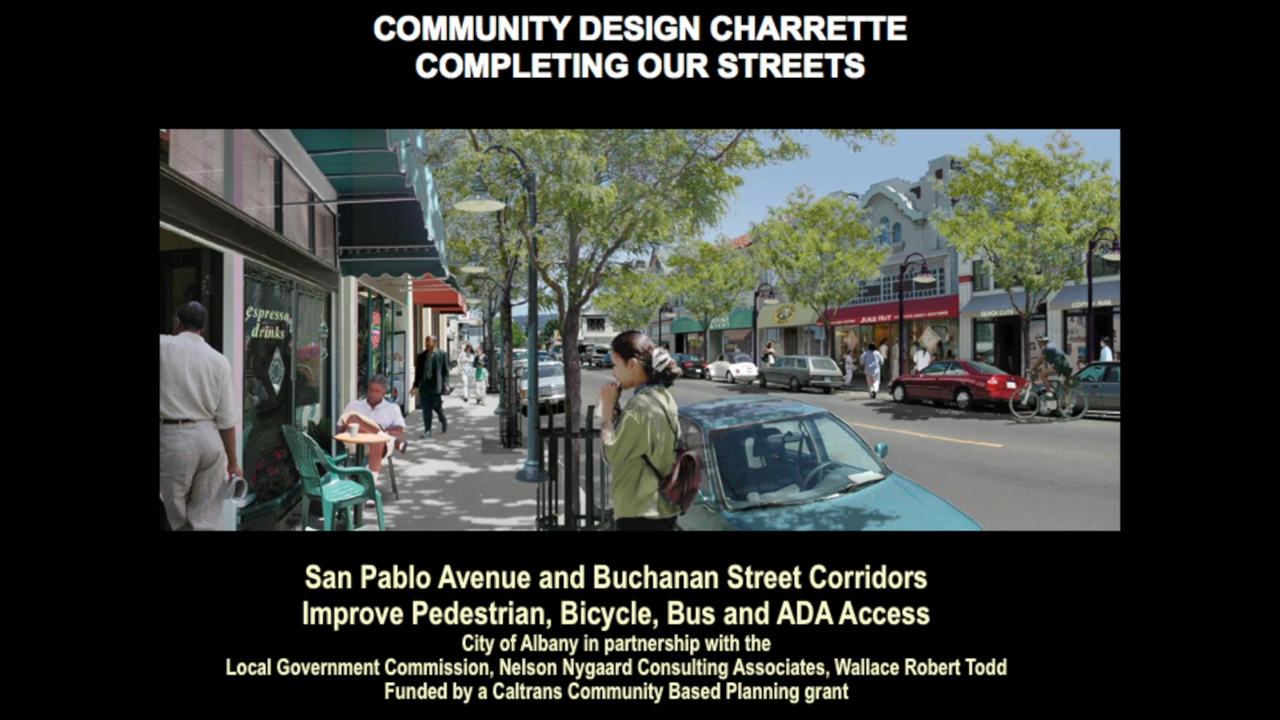 COMMUNITY DESIGN CHARRETTE
COMPLETING OUR STREETS
espresso
drinks
JUICE HUT
QUICK CUTS
San Pablo Avenue and Buchanan Street Corridors
Improve Pedestrian, Bicycle, Bus and ADA Access
City of Albany in partnership with the
Local Government Commission, Nelson Nygaard Consulting Associates, Wallace Robert Todd
Funded by a Caltrans Community Based Planning grant